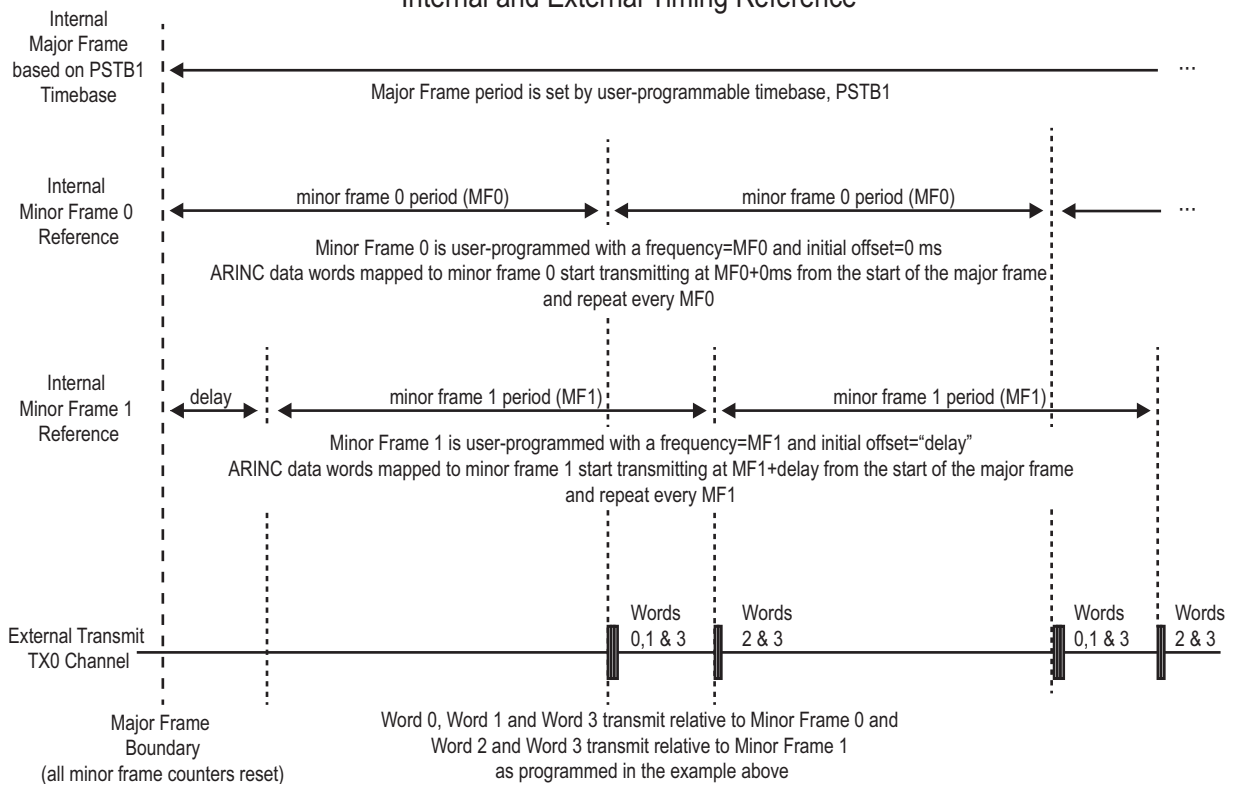 Internal and External Timing Reference
Internal
Major Frame
based on PSTB1
Timebase
...
Major Frame period is set by user-programmable timebase, PSTB1
Internal
Minor Frame 0
Reference
minor frame 0 period (MF0)
minor frame 0 period (MF0)
...
Minor Frame 0 is user-programmed with a frequency=MF0 and initial offset=0 ms
ARINC data words mapped to minor frame 0 start transmitting at MF0+0ms from the start of the major frame
and repeat every MF0
Internal
Minor Frame 1
Reference
delay
minor frame 1 period (MF1)
minor frame 1 period (MF1)
Minor Frame 1 is user-programmed with a frequency=MF1 and initial offset=“delay”
ARINC data words mapped to minor frame 1 start transmitting at MF1+delay from the start of the major frame
and repeat every MF1
External Transmit
TX0 Channel
Words
0,1 & 3
Words
2 & 3
Words
0,1 & 3
Words
2 & 3
Major Frame
Boundary
(all minor frame counters reset)
Word 0, Word 1 and Word 3 transmit relative to Minor Frame 0 and
Word 2 and Word 3 transmit relative to Minor Frame 1
as programmed in the example above